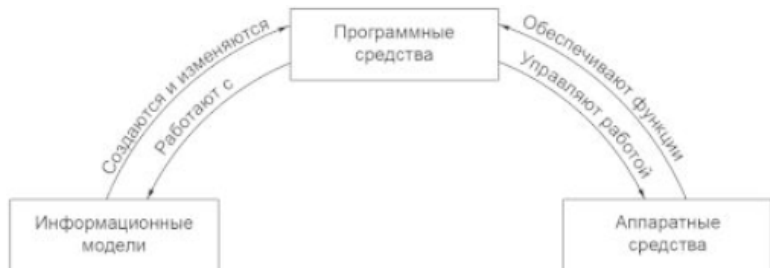 Программные
средства
Создаются и изменяются
Работают с
Обеспечивают функции
Управляют работой
Информационные
модели
Аппаратные
средства